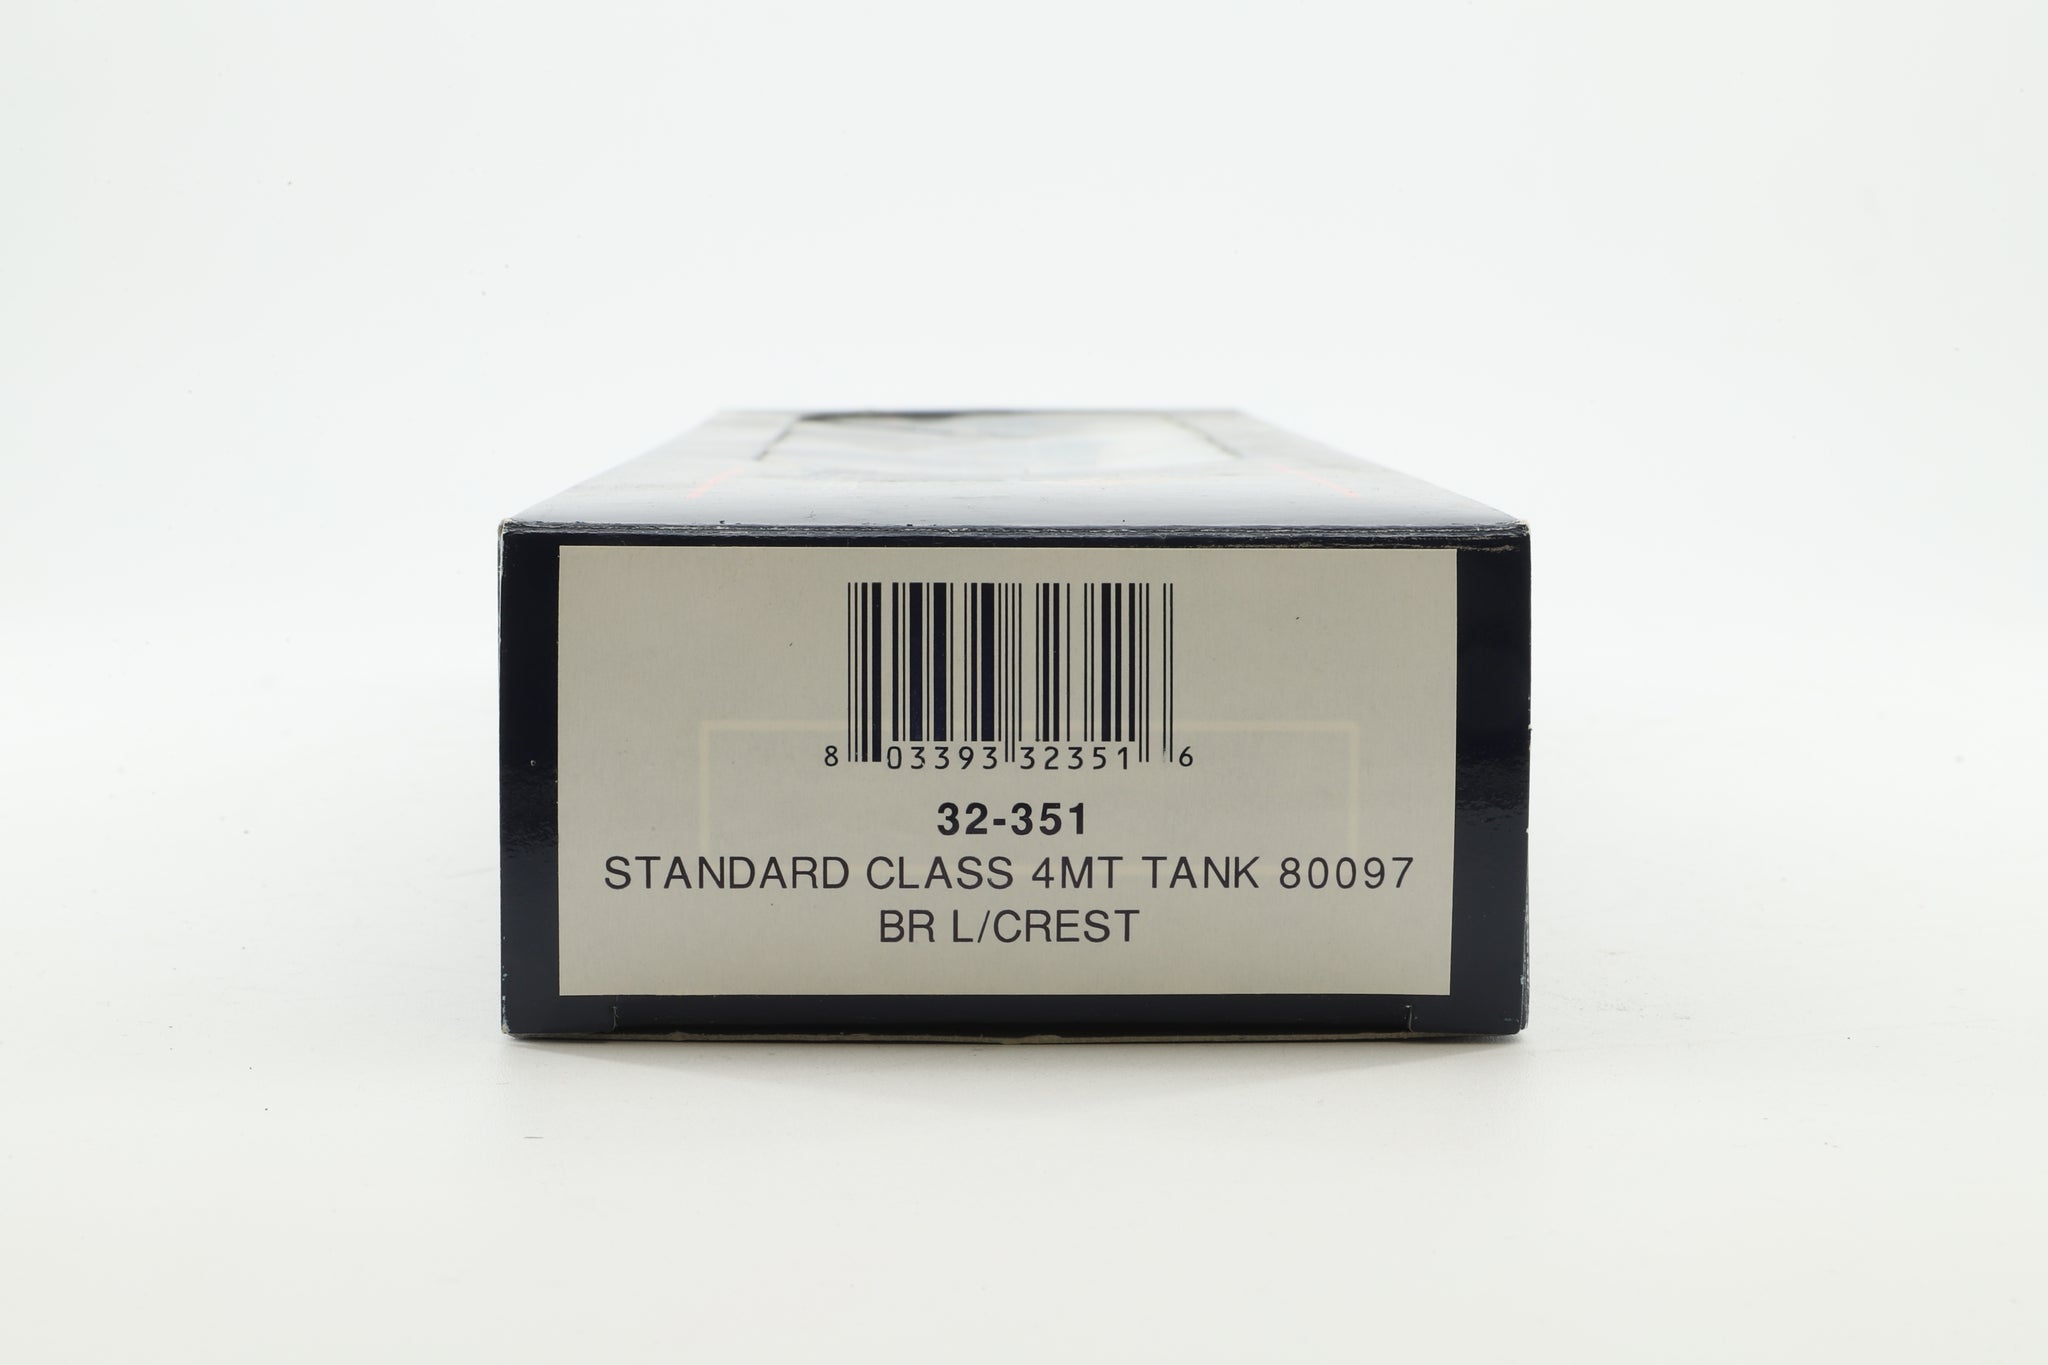 8 03393 32351 6
32-351
STANDARD CLASS 4MT TANK 80097
BR L/CREST